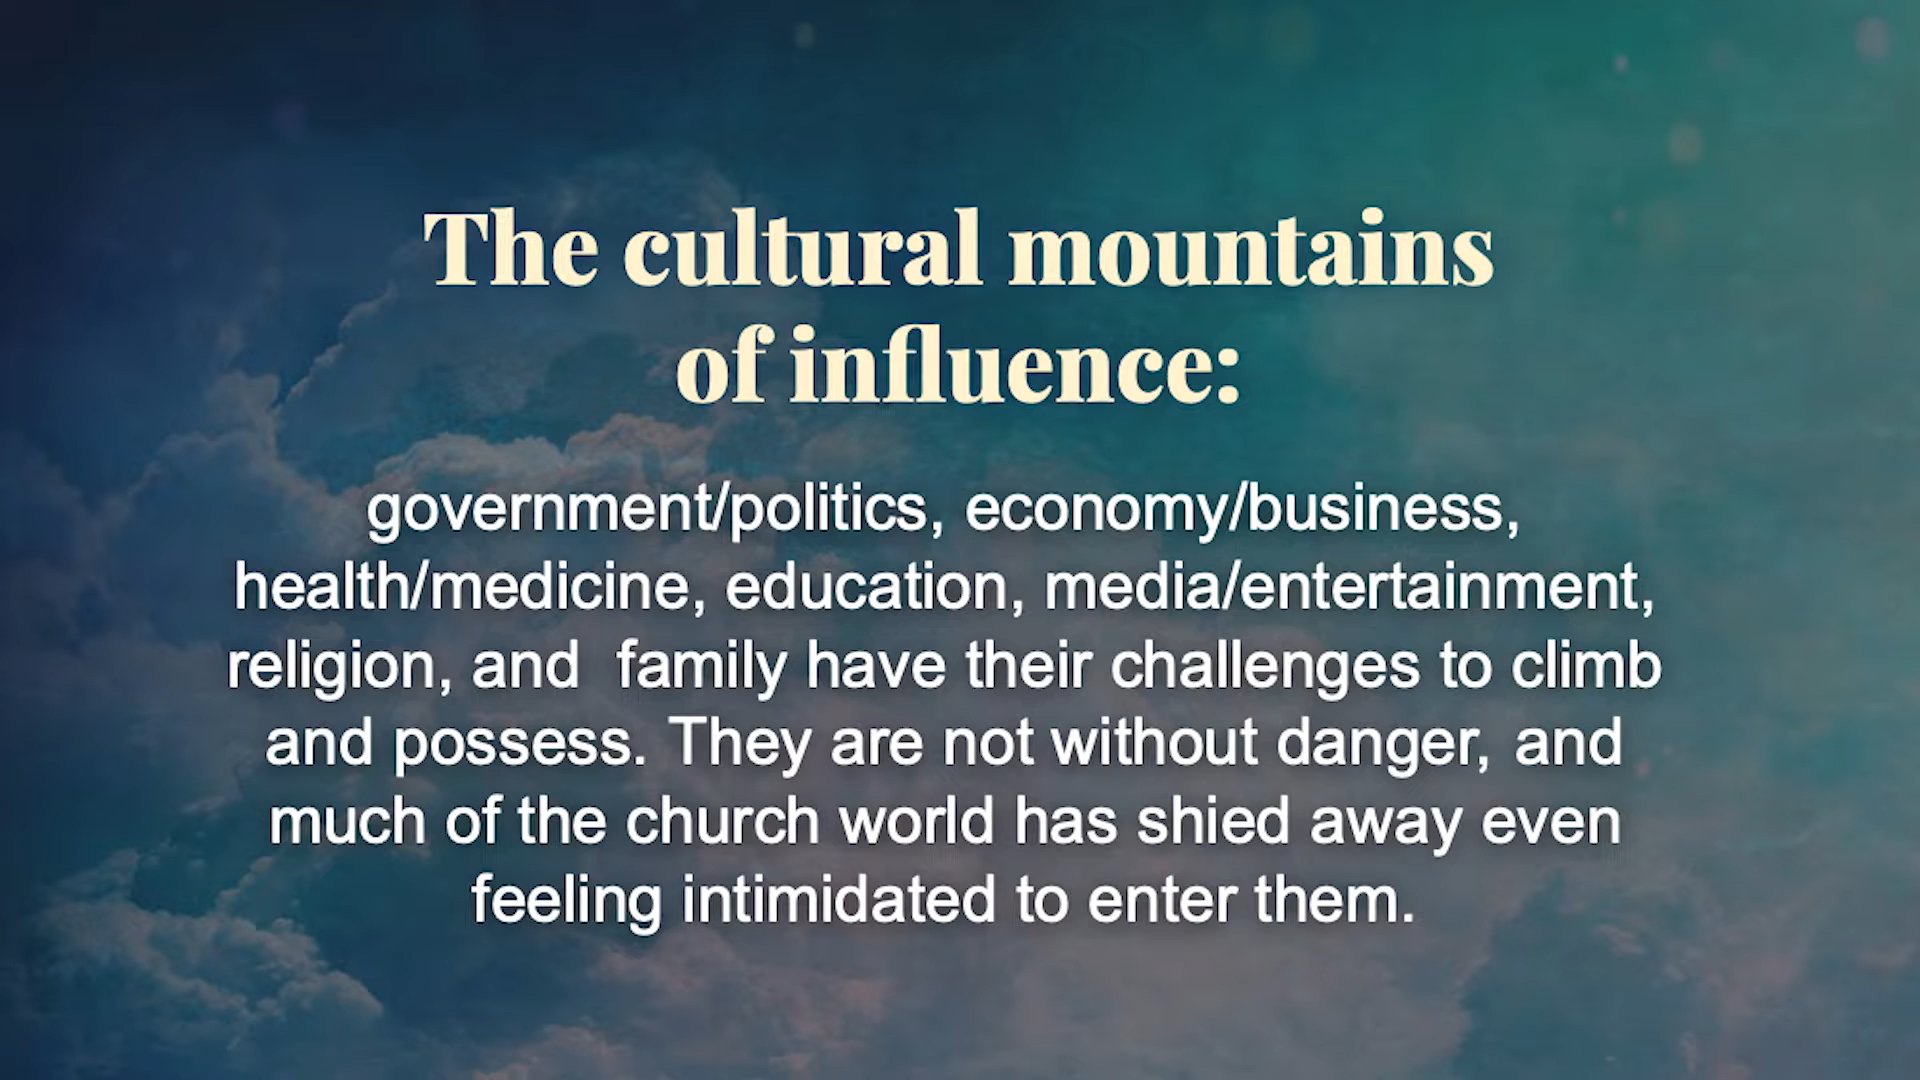 The cultural mountains
of influence:
government/politics, economy/business,
health/medicine, education, media/entertainment,
religion, and  family have their challenges to climb
and possess. They are not without danger, and
much of the church world has shied away even
feeling intimidated to enter them.